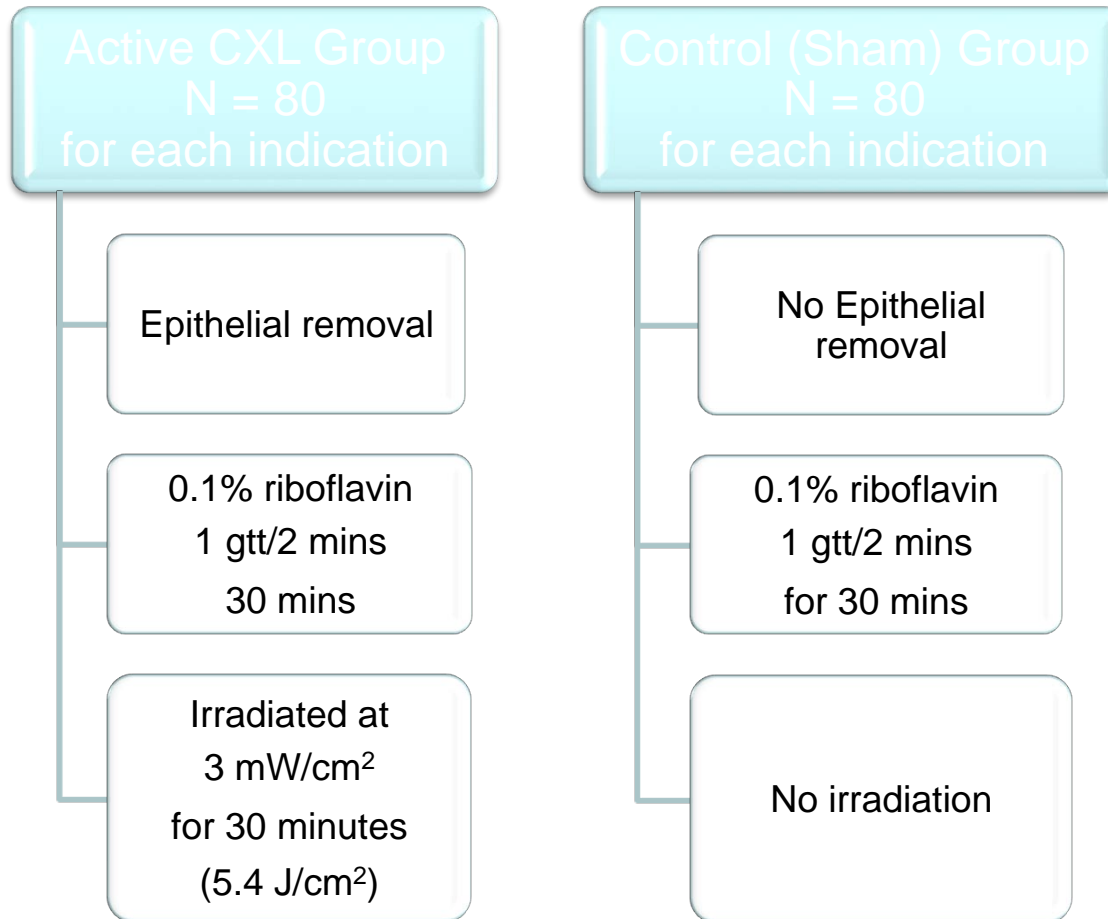 Active CXL Group
N = 80
for each indication
Epithelial removal
0.1% riboflavin
1 gtt/2 mins
30 mins
Irradiated at
3 mW/cm²
for 30 minutes
(5.4 J/cm²)
Control (Sham) Group
N = 80
for each indication
No Epithelial
removal
0.1% riboflavin
1 gtt/2 mins
for 30 mins
No irradiation